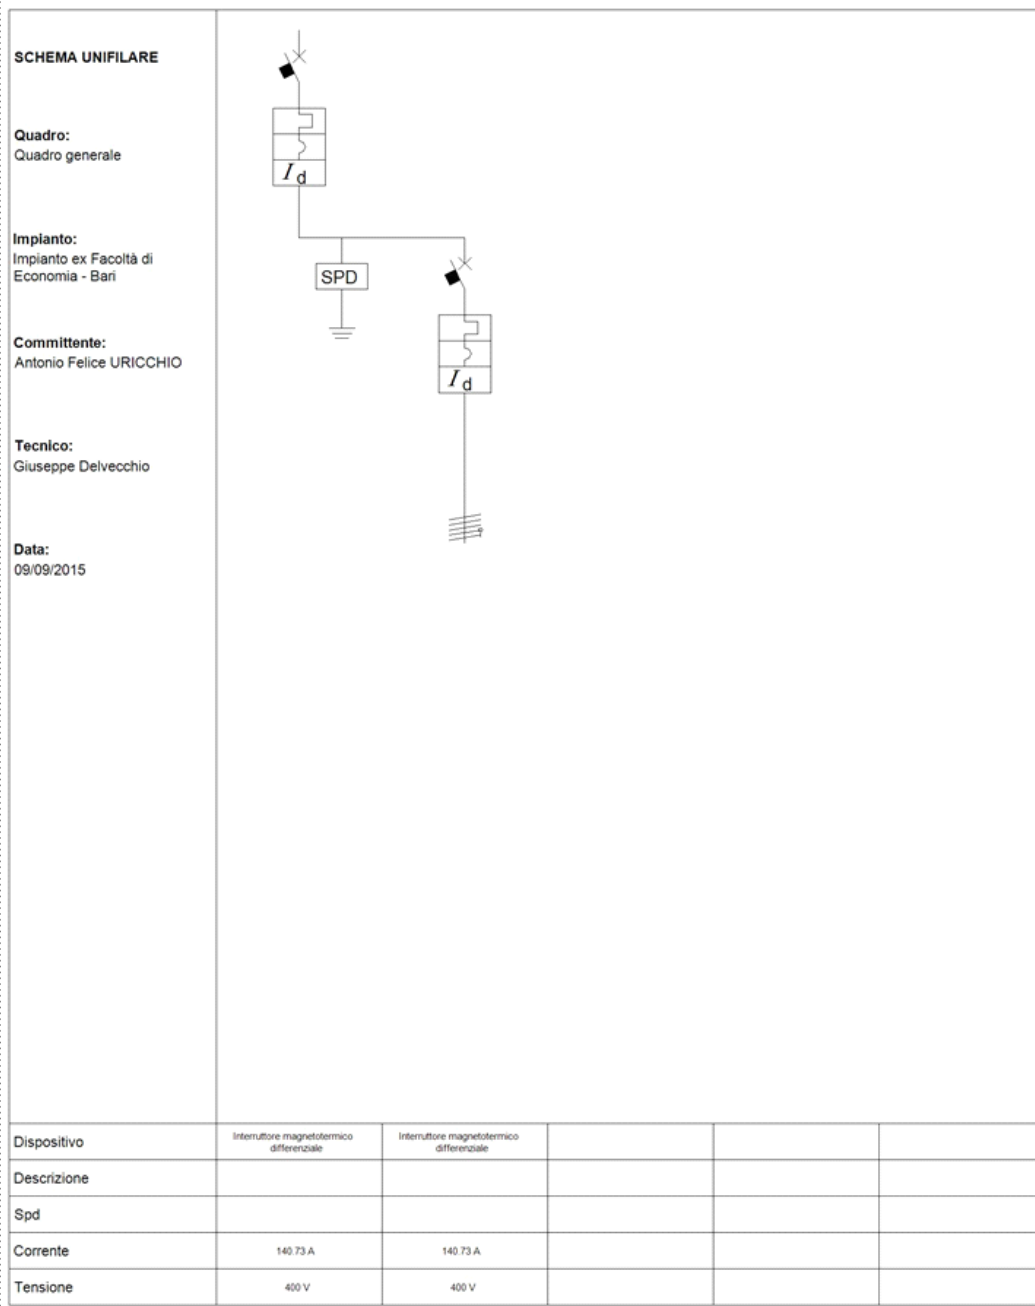 SCHEMA UNIFILARE
Quadro:
Quadro generale
Impianto:
Impianto ex Facoltà di
Economia - Bari
Committente:
Antonio Felice URICCHIO
Tecnico:
Giuseppe Delvecchio
Data:
09/09/2015
I d
SPD
I d
Dispositivo
Interruttore magnetotermico
differenziale
Interruttore magnetotermico
differenziale
Descrizione
Spd
Corrente
140.73 A
140.73 A
Tensione
400 V
400 V